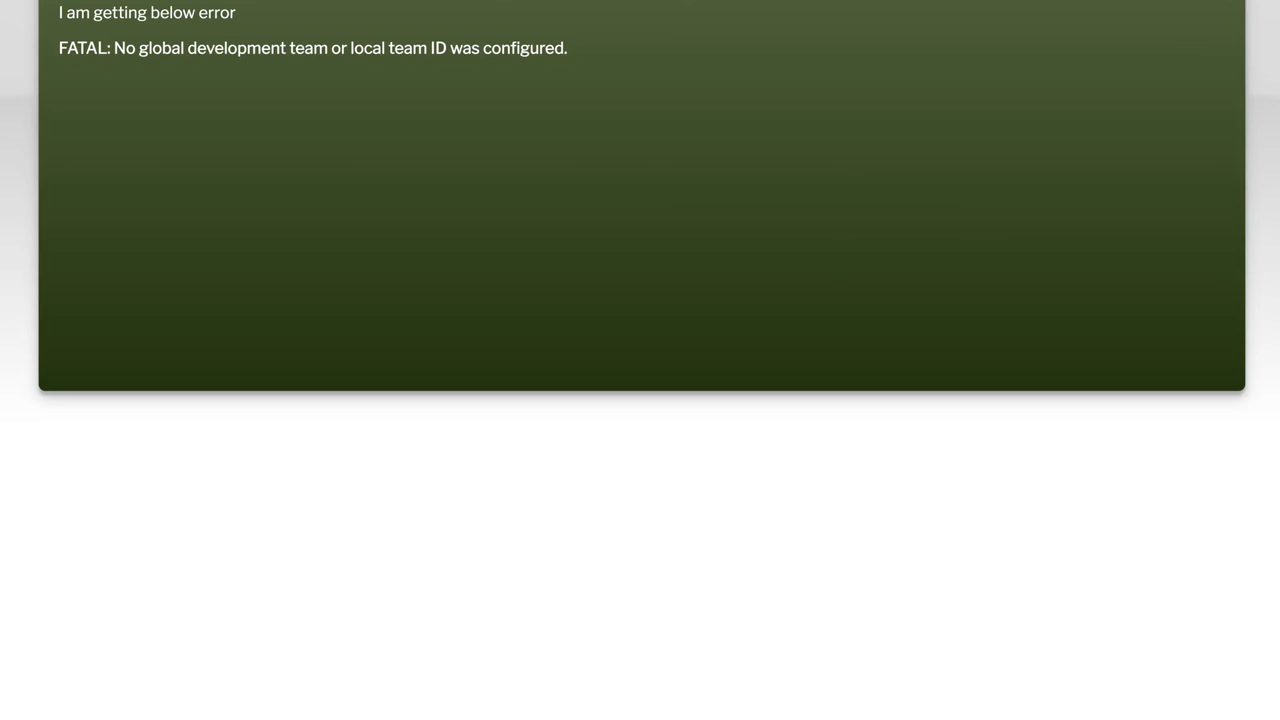 I am getting below error
FATAL: No global development team or local team ID was configured.